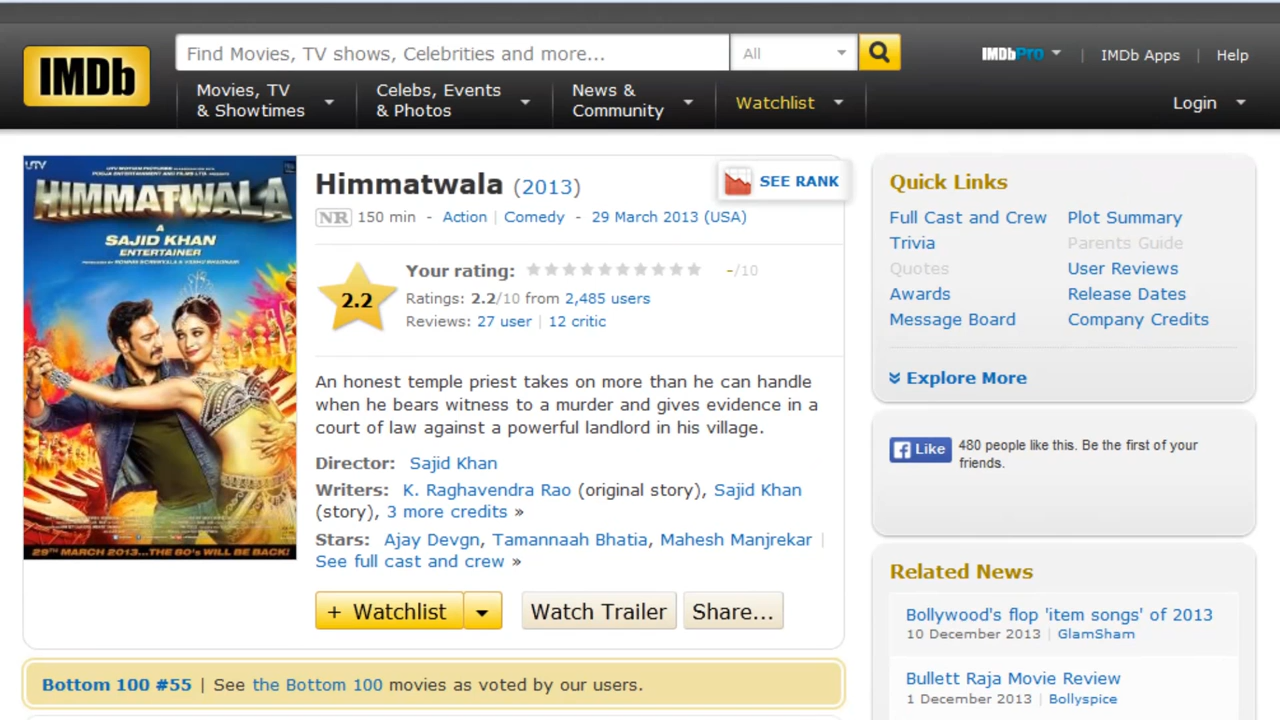 IMDb
Find Movies, TV shows, Celebrities and more...
All
IMDbPro
IMDb Apps
Help
Movies, TV
& Showtimes
Celebs, Events
& Photos
News &
Community
Watchlist
Login
UTV
HIMMATWALA
A
SAJID KHAN
ENTERTAINER
29TH MARCH 2013...THE 80's WILL BE BACK!
Himmatwala (2013)
SEE RANK
NR 150 min - Action | Comedy - 29 March 2013 (USA)
2.2
Your rating: -/10
Ratings: 2.2/10 from 2,485 users
Reviews: 27 user | 12 critic
An honest temple priest takes on more than he can handle
when he bears witness to a murder and gives evidence in a
court of law against a powerful landlord in his village.
Director: Sajid Khan
Writers: K. Raghavendra Rao (original story), Sajid Khan
(story), 3 more credits »
Stars: Ajay Devgn, Tamannaah Bhatia, Mahesh Manjrekar |
See full cast and crew »
+ Watchlist
Watch Trailer
Share...
Bottom 100 #55 | See the Bottom 100 movies as voted by our users.
Quick Links
Full Cast and Crew
Plot Summary
Trivia
Parents Guide
Quotes
User Reviews
Awards
Release Dates
Message Board
Company Credits
Explore More
Like
480 people like this. Be the first of your
friends.
Related News
Bollywood's flop 'item songs' of 2013
10 December 2013 | GlamSham
Bullett Raja Movie Review
1 December 2013 | Bollyspice